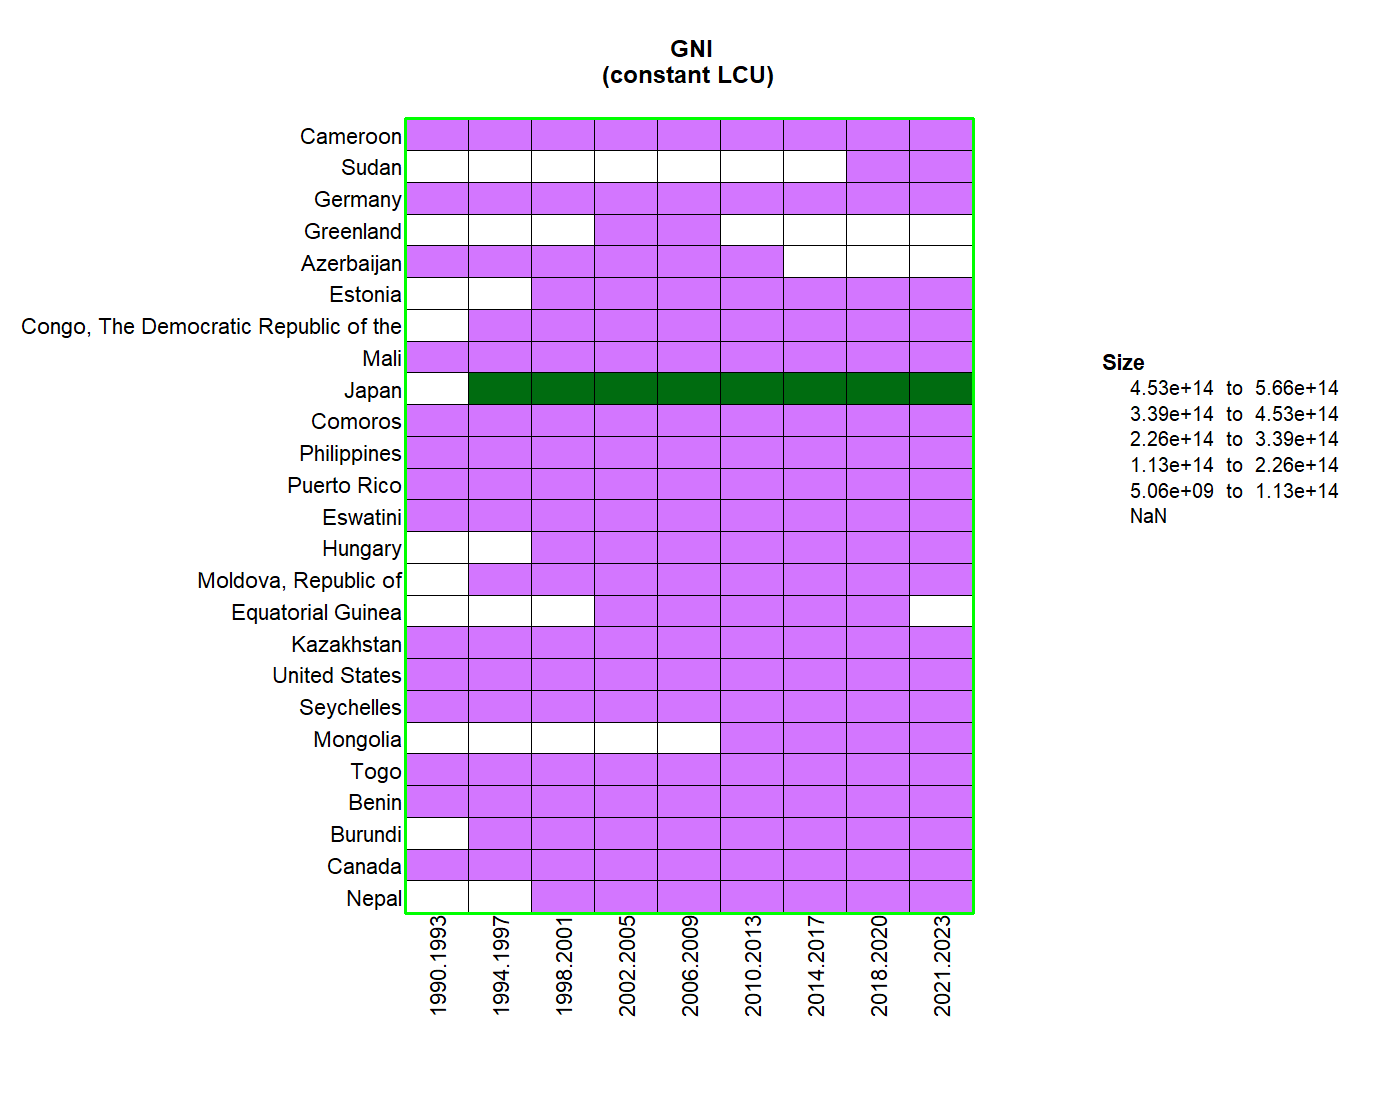 GNI
(constant LCU)
Cameroon
Sudan
Germany
Greenland
Azerbaijan
Estonia
Congo, The Democratic Republic of the
Mali
Japan
Comoros
Philippines
Puerto Rico
Eswatini
Hungary
Moldova, Republic of
Equatorial Guinea
Kazakhstan
United States
Seychelles
Mongolia
Togo
Benin
Burundi
Canada
Nepal
1990.1993
1994.1997
1998.2001
2002.2005
2006.2009
2010.2013
2014.2017
2018.2020
2021.2023
Size
4.53e+14 to 5.66e+14
3.39e+14 to 4.53e+14
2.26e+14 to 3.39e+14
1.13e+14 to 2.26e+14
5.06e+09 to 1.13e+14
NaN